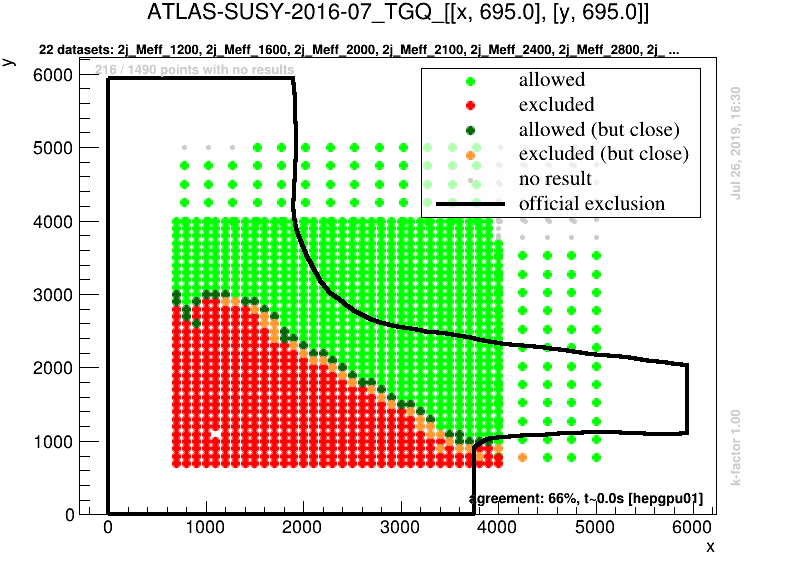 ATLAS-SUSY-2016-07_TGQ_[[x, 695.0], [y, 695.0]]
22 datasets: 2j_Meff_1200, 2j_Meff_1600, 2j_Meff_2000, 2j_Meff_2100, 2j_Meff_2400, 2j_Meff_2800, 2j_ ...
y
216 / 1490 points with no results
allowed
excluded
allowed (but close)
excluded (but close)
no result
official exclusion
Jul 26, 2019, 16:30
k-factor 1.00
6000
5000
4000
3000
2000
1000
0
agreement: 66%, t~0.0s [hepgpu01]
0 1000 2000 3000 4000 5000 6000
x